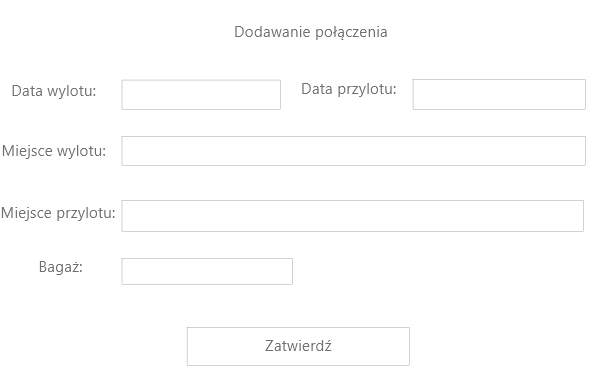 Dodawanie połączenia
Data wylotu: Data przylotu:
Miejsce wylotu:
Miejsce przylotu:
Bagaż:
Zatwierdź